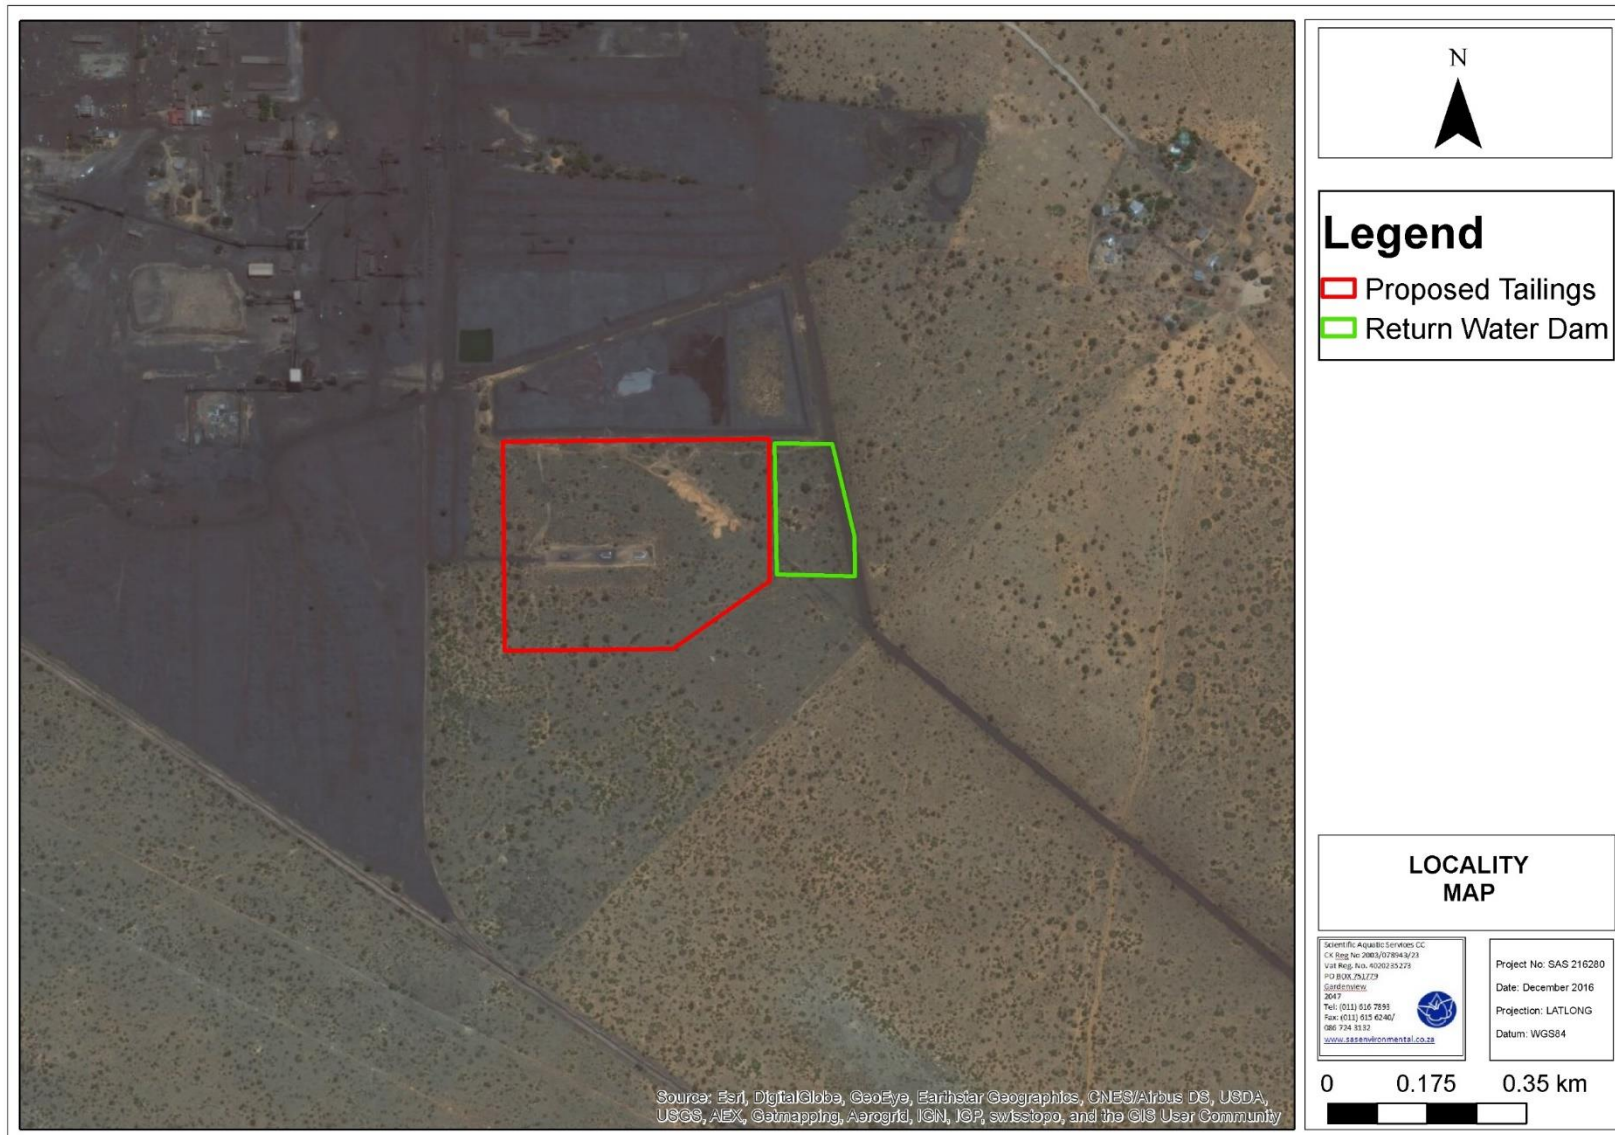 N
Legend
Proposed Tailings
Return Water Dam
LOCALITY
MAP
Scientific Aquatic Services CC
CK Reg No 2003/078943/23
Vat Reg. No. 4020235273
PO BOX 751779
Gardenview
2047
Tel: (011) 616 7893
Fax: (011) 615 6240/
086 724 3132
www.sasenvironmental.co.za
Project No: SAS 216280
Date: December 2016
Projection: LATLONG
Datum: WGS84
0 0.175 0.35 km
Source: Esri, DigitalGlobe, GeoEye, Earthstar Geographics, CNES/Airbus DS, USDA,
USGS, AEX, Getmapping, Aerogrid, IGN, IGP, swisstopo, and the GIS User Community